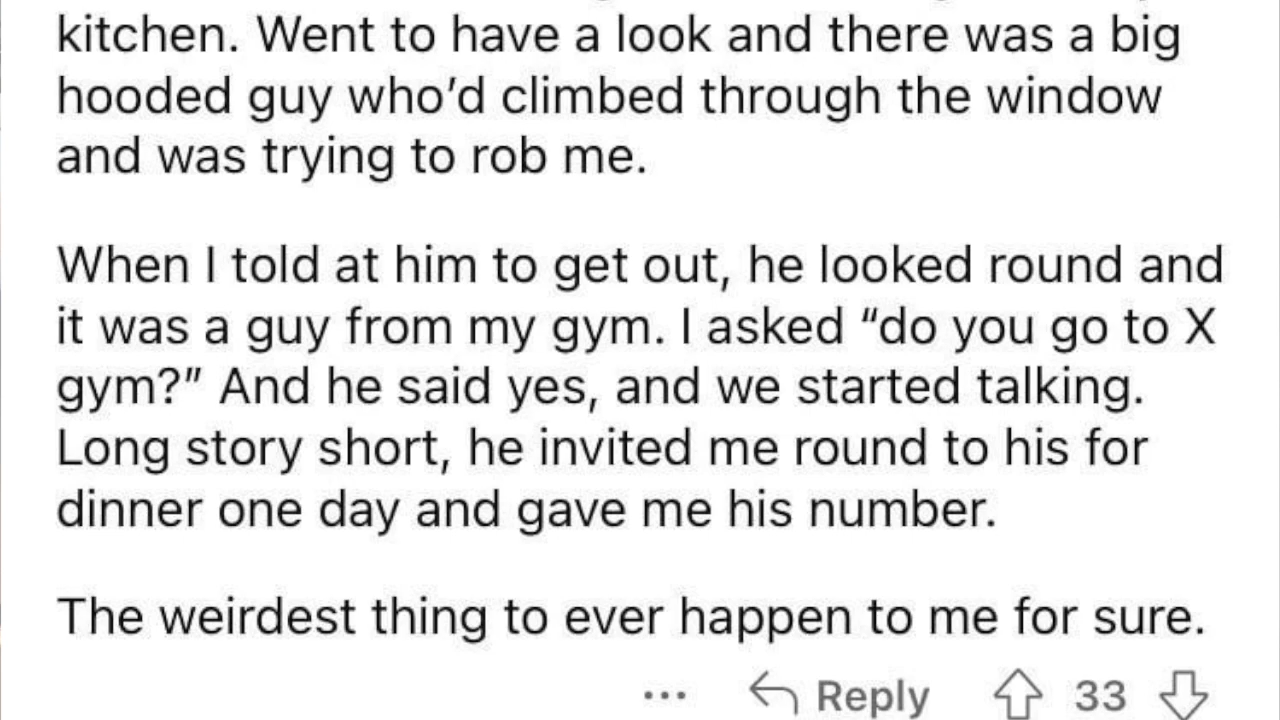 kitchen. Went to have a look and there was a big
hooded guy who’d climbed through the window
and was trying to rob me.
When I told at him to get out, he looked round and
it was a guy from my gym. I asked “do you go to X
gym?” And he said yes, and we started talking.
Long story short, he invited me round to his for
dinner one day and gave me his number.
The weirdest thing to ever happen to me for sure.
... Reply 33